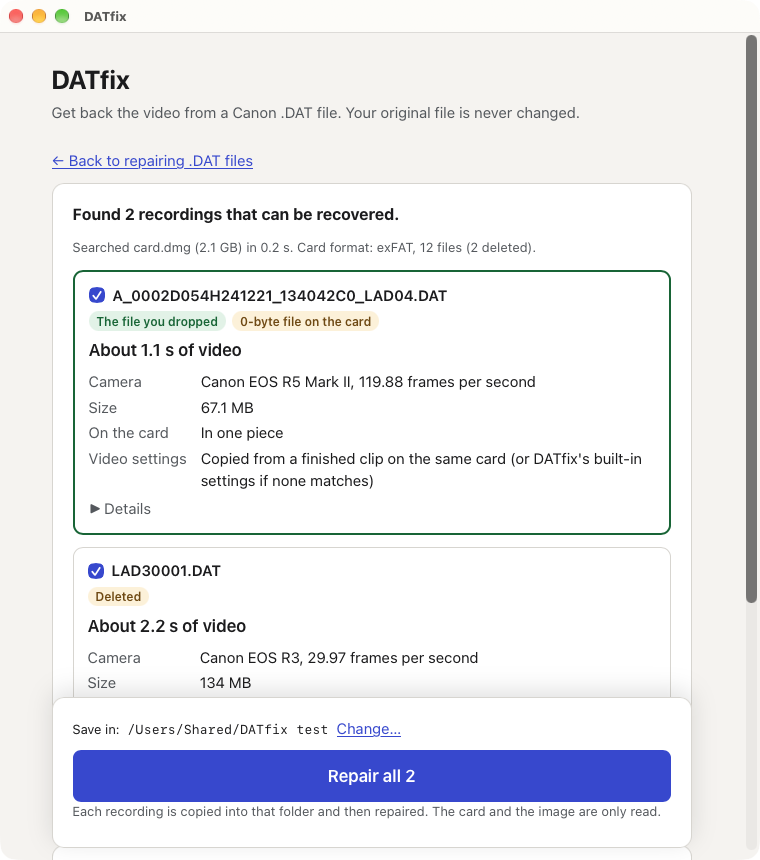 DATfix
DATfix
Get back the video from a Canon .DAT file. Your original file is never changed.
← Back to repairing .DAT files
Found 2 recordings that can be recovered.
Searched card.dmg (2.1 GB) in 0.2 s. Card format: exFAT, 12 files (2 deleted).
A_0002D054H241221_134042C0_LAD04.DAT
The file you dropped 0-byte file on the card
About 1.1 s of video
Camera Canon EOS R5 Mark II, 119.88 frames per second
Size 67.1 MB
On the card In one piece
Video settings Copied from a finished clip on the same card (or DATfix's built-in
settings if none matches)
▶ Details
LAD30001.DAT
Deleted
About 2.2 s of video
Camera Canon EOS R3, 29.97 frames per second
Size 134 MB
Save in: /Users/Shared/DATfix test Change...
Repair all 2
Each recording is copied into that folder and then repaired. The card and the image are only read.